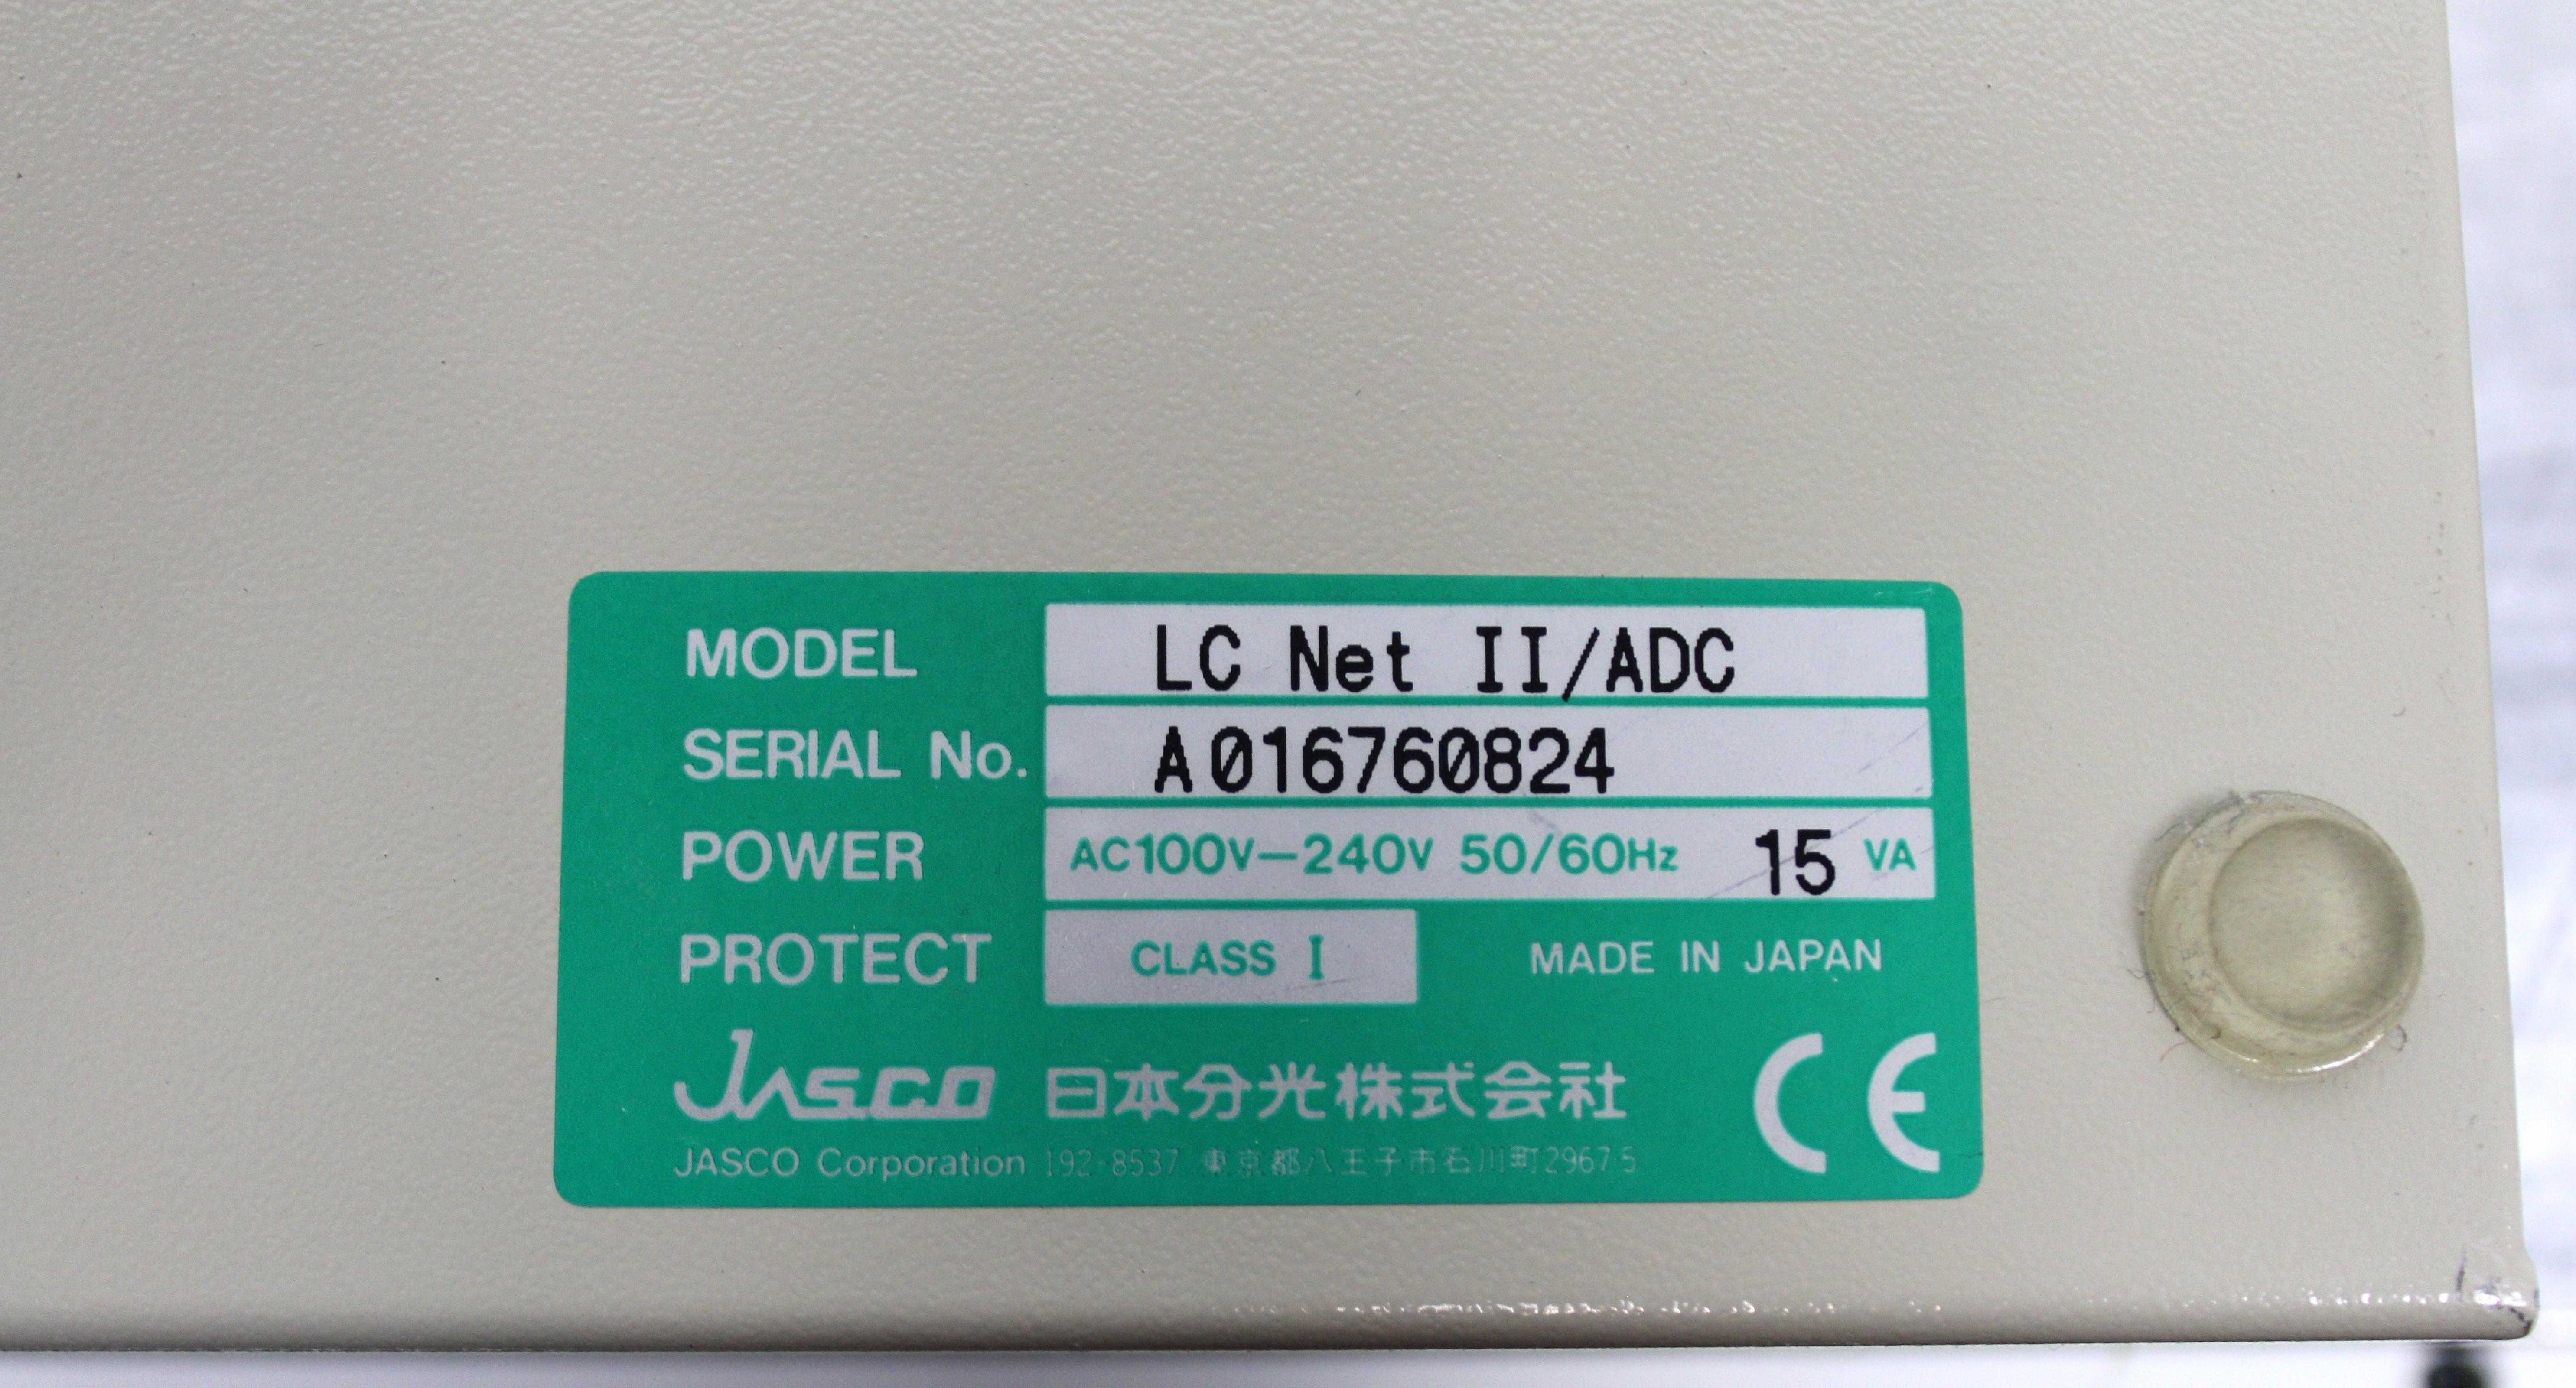 MODEL LC Net II/ADC
SERIAL No. A016760824
POWER AC100V-240V 50/60Hz 15 VA
PROTECT CLASS I MADE IN JAPAN
JASCO 日本分光株式会社 CE
JASCO Corporation 192-8537 東京都八王子市石川町2967-5